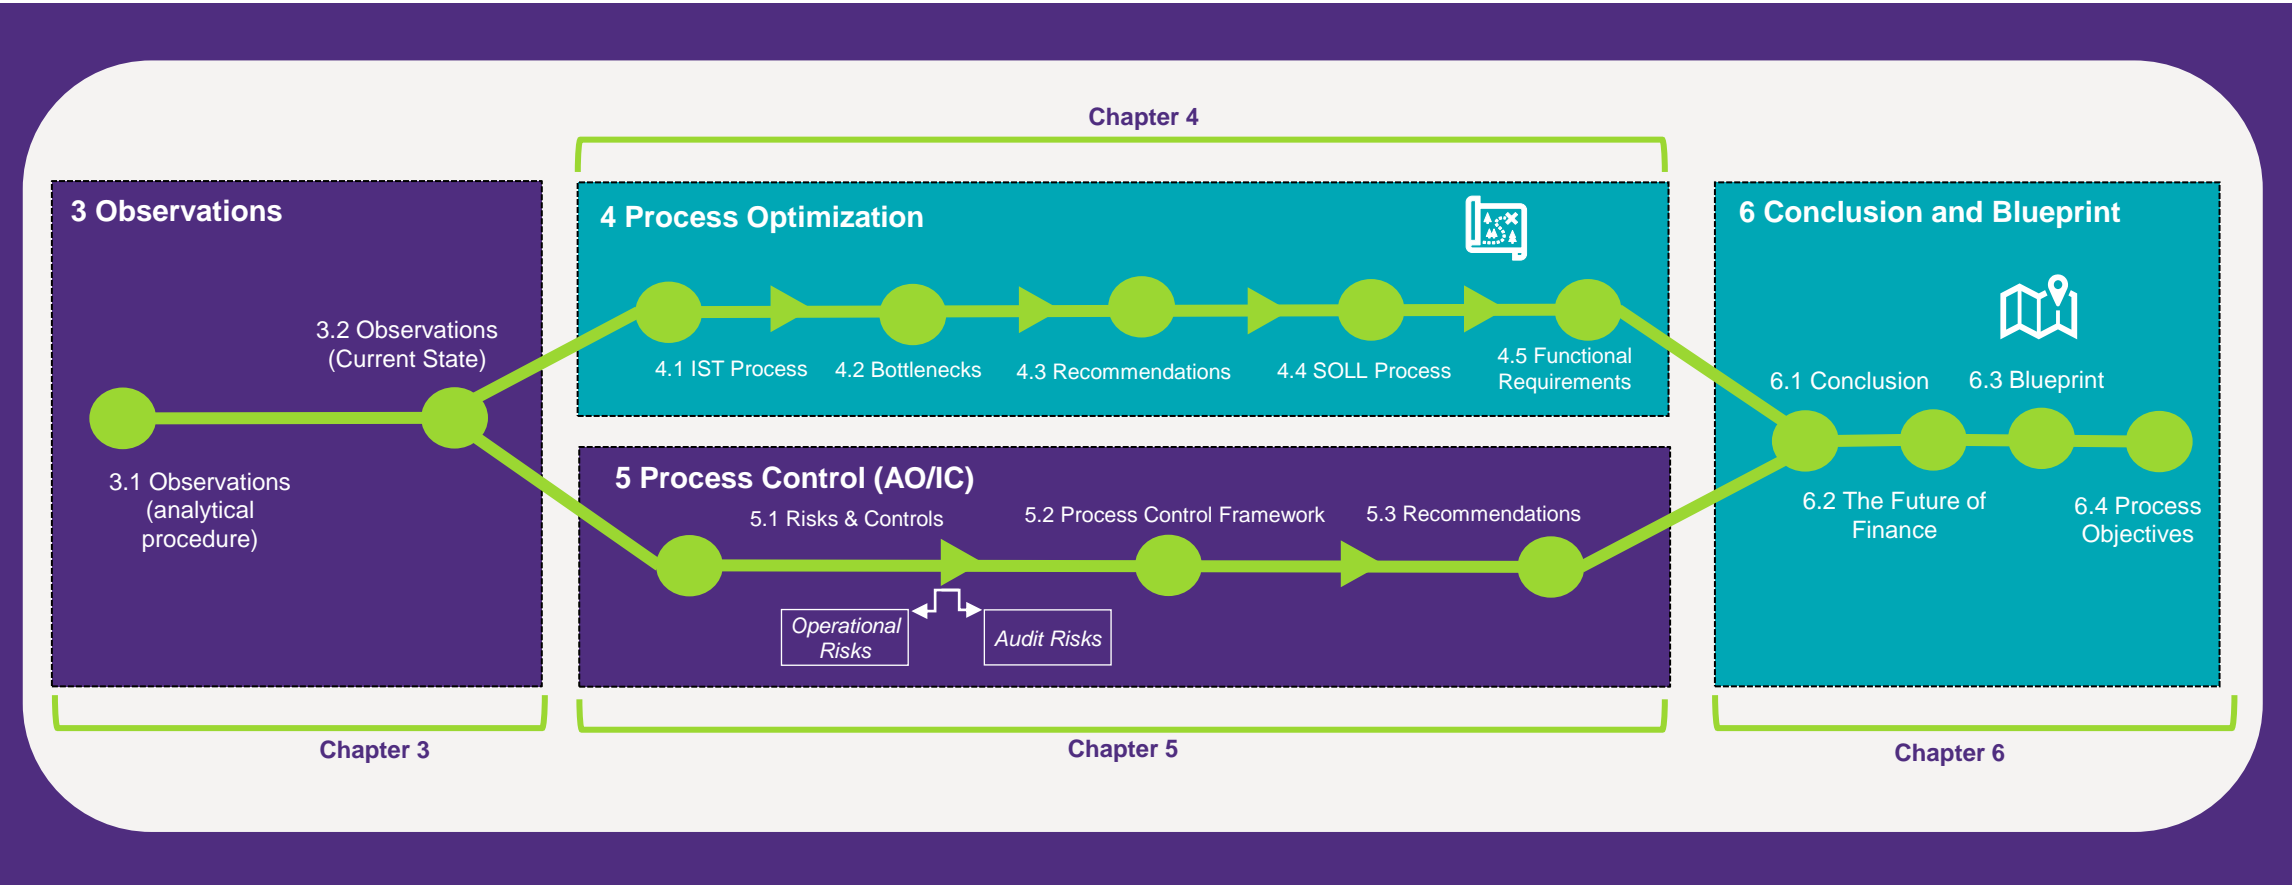 Chapter 4
3 Observations
3.2 Observations
(Current State)
3.1 Observations
(analytical
procedure)
Chapter 3
4 Process Optimization
4.1 IST Process
4.2 Bottlenecks
4.3 Recommendations
4.4 SOLL Process
4.5 Functional
Requirements
5 Process Control (AO/IC)
5.1 Risks & Controls
5.2 Process Control Framework
5.3 Recommendations
Operational
Risks
Audit Risks
Chapter 5
6 Conclusion and Blueprint
6.1 Conclusion
6.3 Blueprint
6.2 The Future of
Finance
6.4 Process
Objectives
Chapter 6